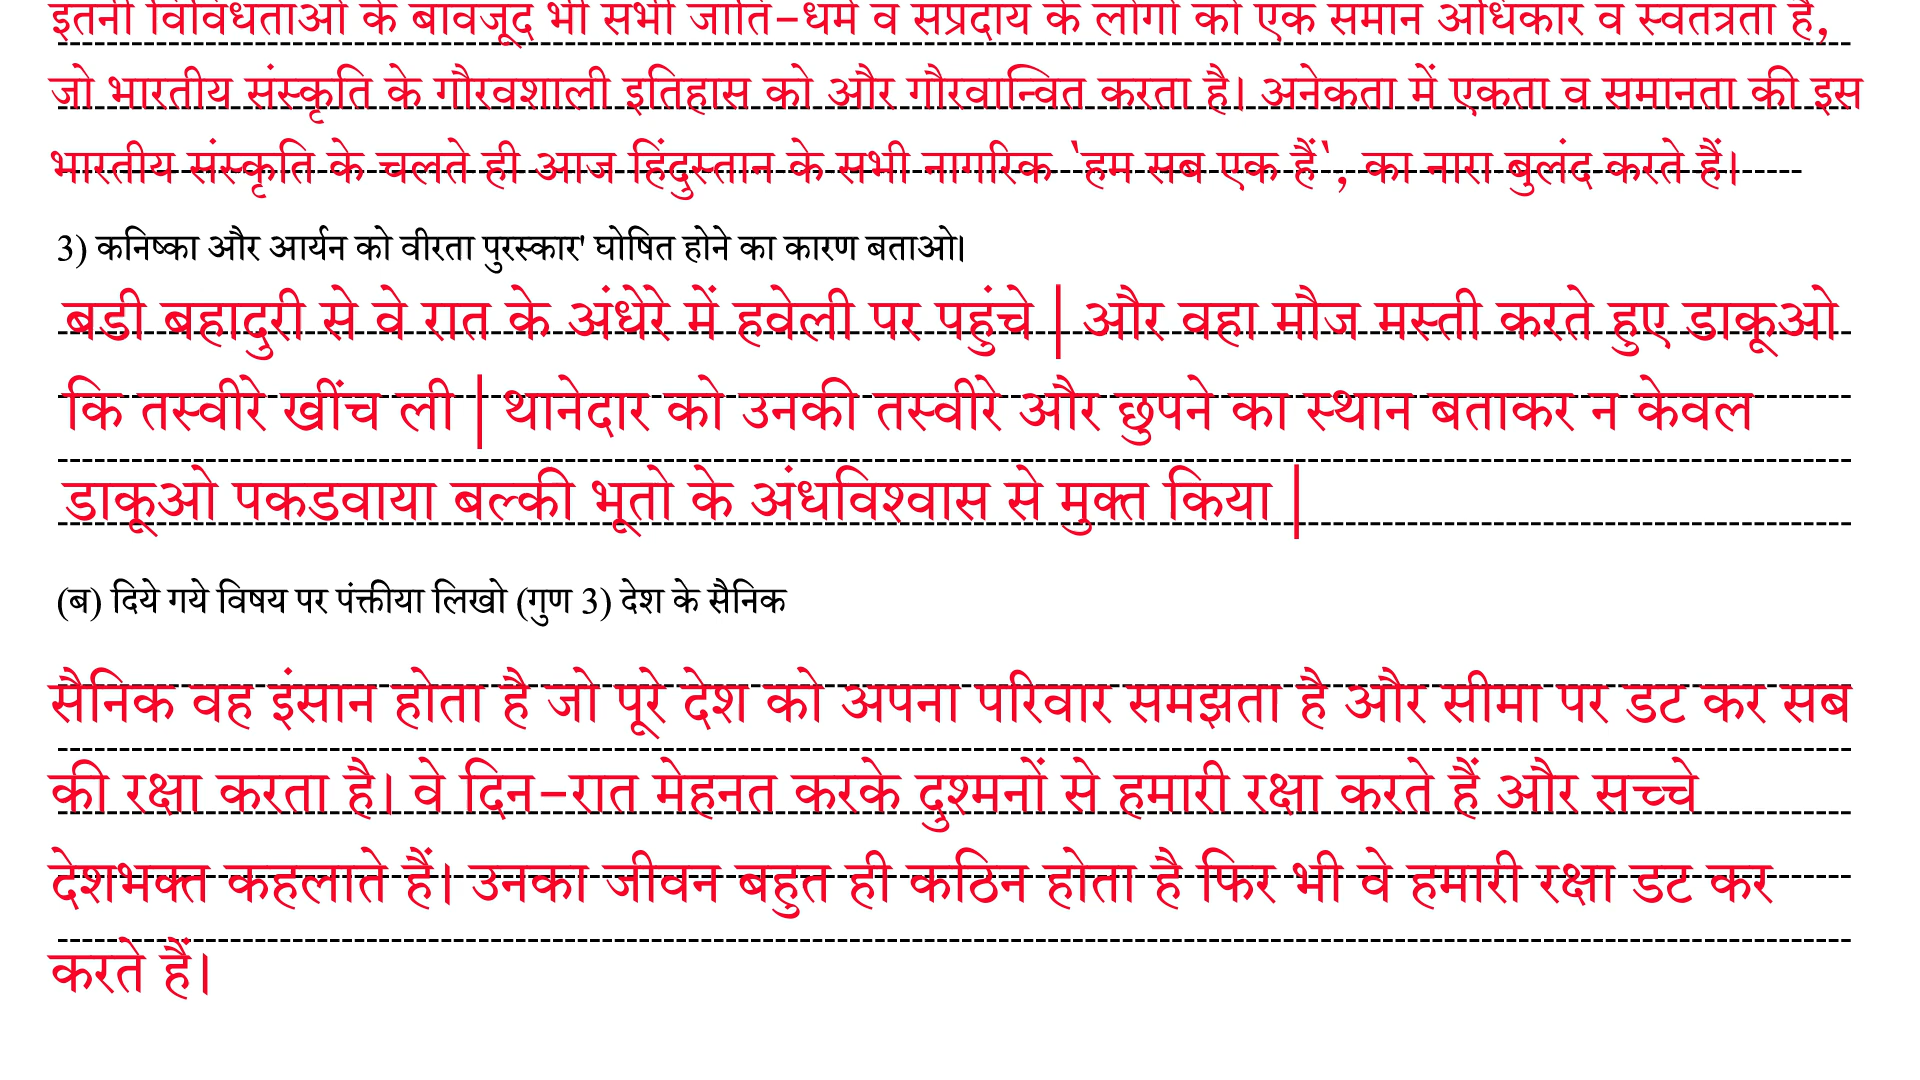 इतनी विविधताओं के बावजूद भी सभी जाति-धर्म व संप्रदाय के लोगों को एक समान अधिकार व स्वतंत्रता है,
जो भारतीय संस्कृति के गौरवशाली इतिहास को और गौरवान्वित करता है। अनेकता में एकता व समानता की इस
भारतीय संस्कृति के चलते ही आज हिंदुस्तान के सभी नागरिक `हम सब एक हैं`, का नारा बुलंद करते हैं।
3) कनिष्का और आर्यन को वीरता पुरस्कार' घोषित होने का कारण बताओ।
बडी बहादुरी से वे रात के अंधेरे में हवेली पर पहुंचे | और वहा मौज मस्ती करते हुए डाकूओ
कि तस्वीरे खींच ली | थानेदार को उनकी तस्वीरे और छुपने का स्थान बताकर न केवल
डाकूओ पकडवाया बल्की भूतो के अंधविश्वास से मुक्त किया |
(ब) दिये गये विषय पर पंक्तीया लिखो (गुण 3) देश के सैनिक
सैनिक वह इंसान होता है जो पूरे देश को अपना परिवार समझता है और सीमा पर डट कर सब
की रक्षा करता है। वे दिन-रात मेहनत करके दुश्मनों से हमारी रक्षा करते हैं और सच्चे
देशभक्त कहलाते हैं। उनका जीवन बहुत ही कठिन होता है फिर भी वे हमारी रक्षा डट कर
करते हैं।